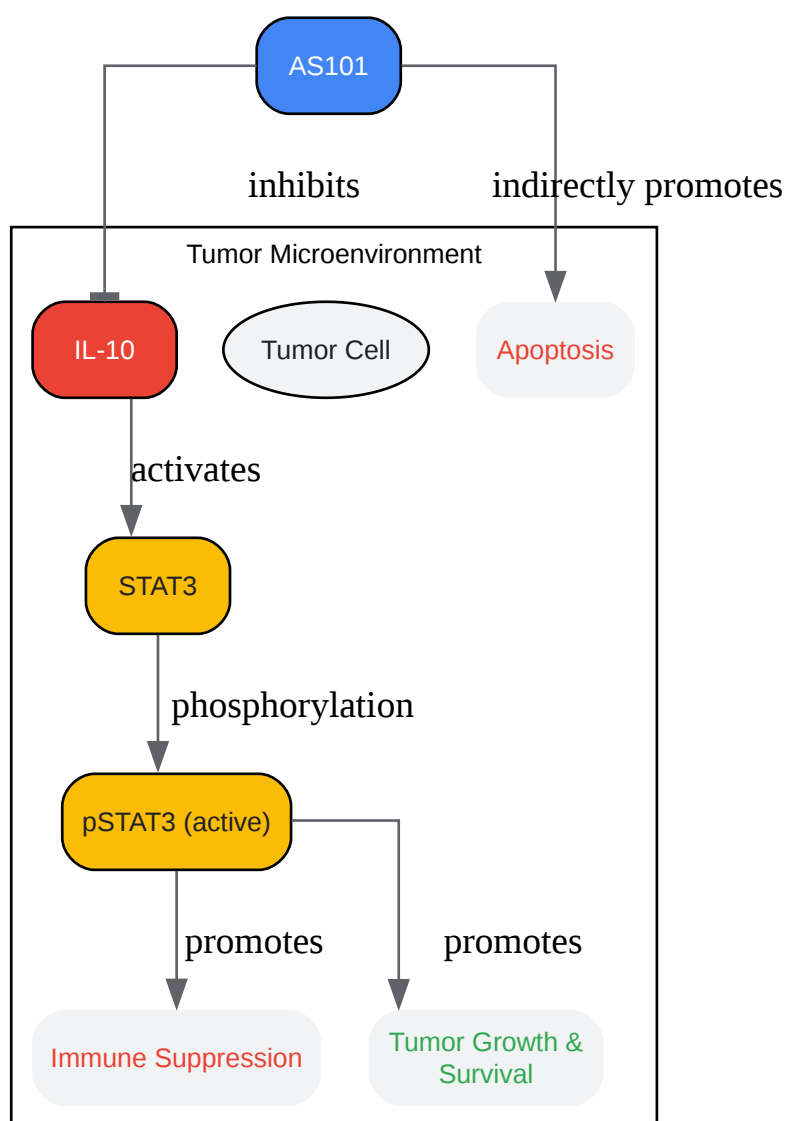 AS101
inhibits
indirectly promotes
Tumor Microenvironment
IL-10
Tumor Cell
Apoptosis
activates
STAT3
phosphorylation
pSTAT3 (active)
promotes
promotes
Immune Suppression
Tumor Growth &
Survival